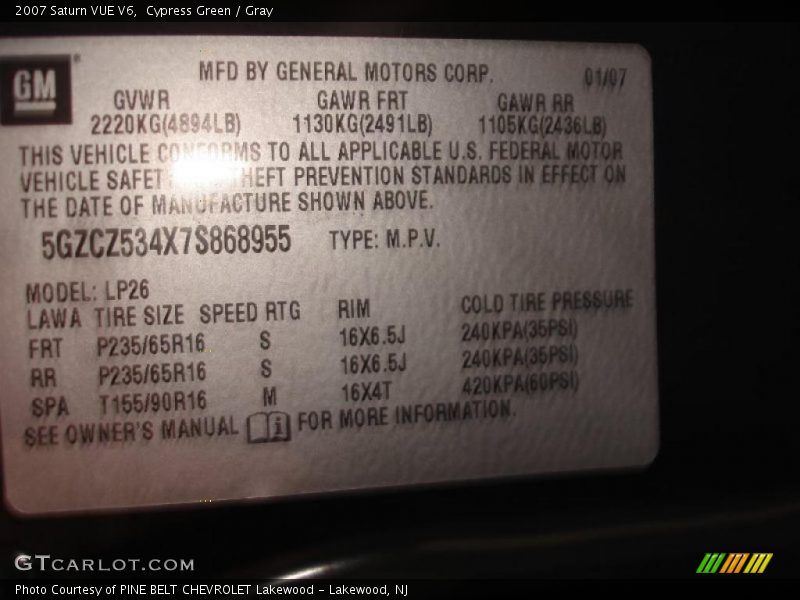 2007 Saturn VUE V6,  Cypress Green / Gray
GM
MFD BY GENERAL MOTORS CORP. 01/07
GVWR GAWR FRT GAWR RR
2220KG(4894LB) 1130KG(2491LB) 1105KG(2436LB)
THIS VEHICLE CONFORMS TO ALL APPLICABLE U.S. FEDERAL MOTOR
VEHICLE SAFET THEFT PREVENTION STANDARDS IN EFFECT ON
THE DATE OF MANUFACTURE SHOWN ABOVE.
5GZCZ534X7S868955 TYPE: M.P.V.
MODEL: LP26
LAWA TIRE SIZE SPEED RTG RIM COLD TIRE PRESSURE
FRT P235/65R16 S 16X6.5J 240KPA(35PSI)
RR P235/65R16 S 16X6.5J 240KPA(35PSI)
SPA T155/90R16 M 16X4T 420KPA(60PSI)
SEE OWNER'S MANUAL i FOR MORE INFORMATION.
GTCARLOT.COM
Photo Courtesy of PINE BELT CHEVROLET Lakewood - Lakewood, NJ